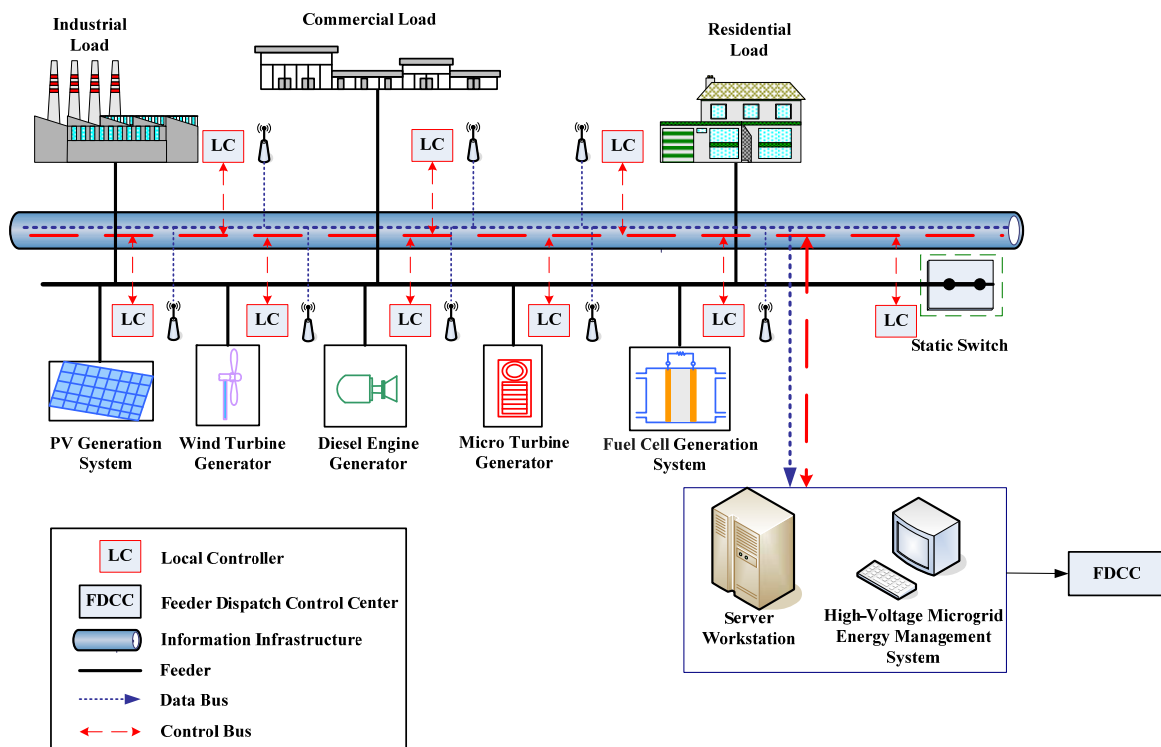 Industrial
Load
Commercial Load
Residential
Load
LC
LC
LC
LC
LC
LC
LC
LC
LC
Static Switch
PV Generation
System
Wind Turbine
Generator
Diesel Engine
Generator
Micro Turbine
Generator
Fuel Cell Generation
System
LC
Local Controller
FDCC
Feeder Dispatch Control Center
Information Infrastructure
Feeder
Data Bus
Control Bus
Server
Workstation
High-Voltage Microgrid
Energy Management
System
FDCC